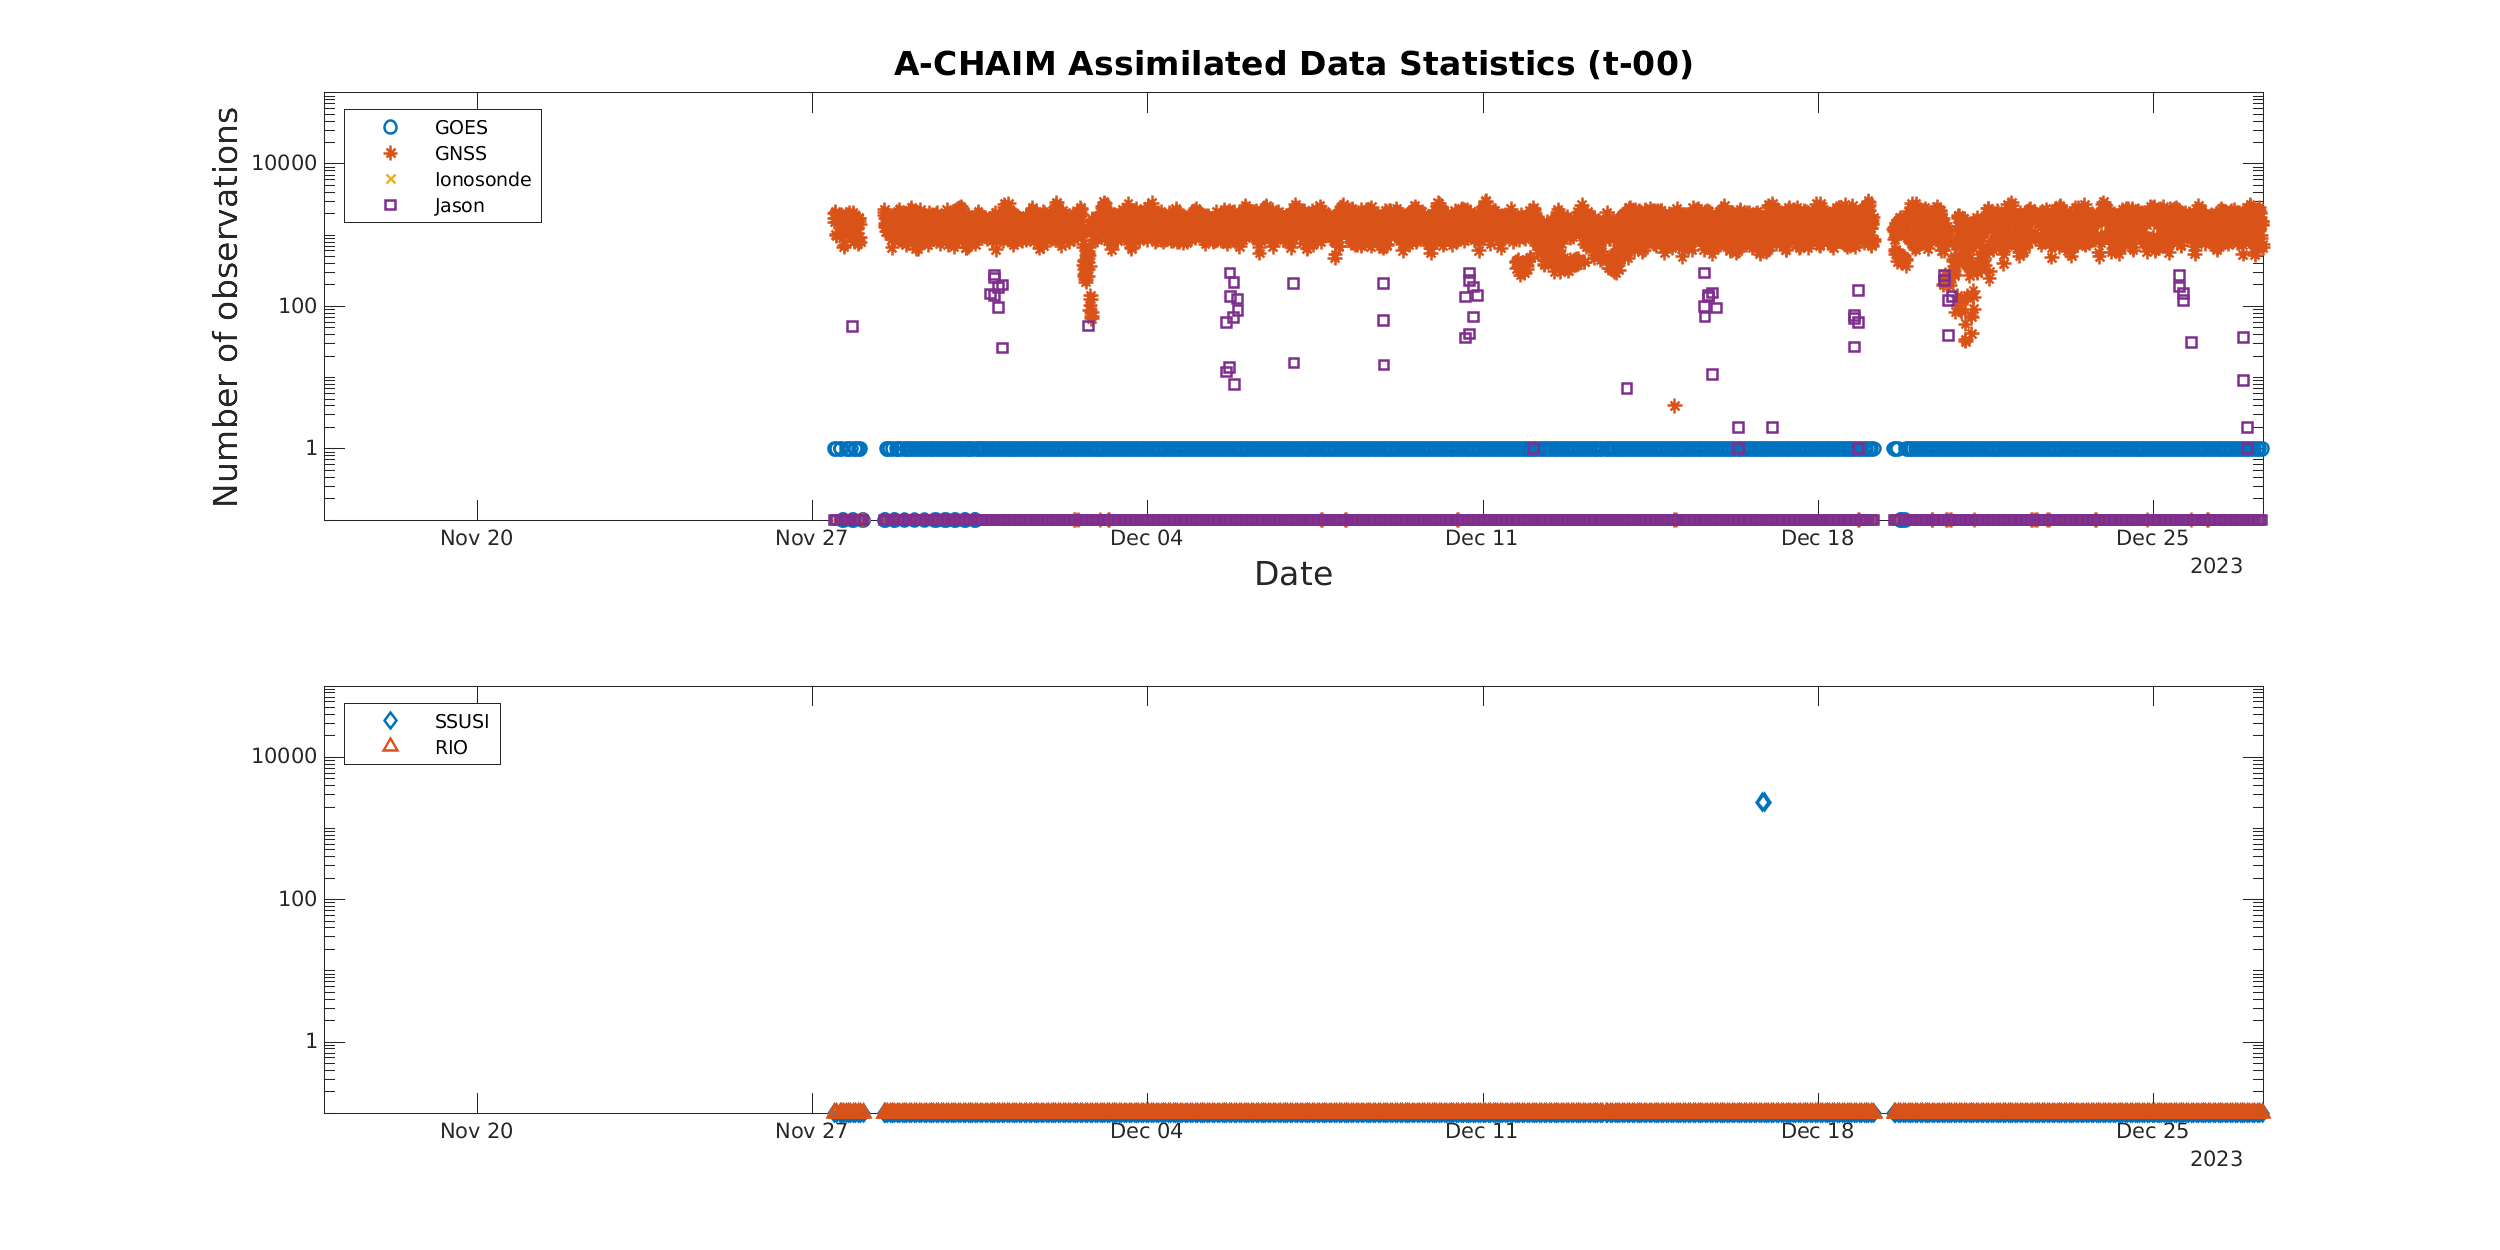 A-CHAIM Assimilated Data Statistics (t-00)
Number of observations
10000
100
1
GOES
GNSS
Ionosonde
Jason
Nov 20
Nov 27
Dec 04
Dec 11
Dec 18
Dec 25
2023
Date
10000
100
1
SSUSI
RIO
Nov 20
Nov 27
Dec 04
Dec 11
Dec 18
Dec 25
2023